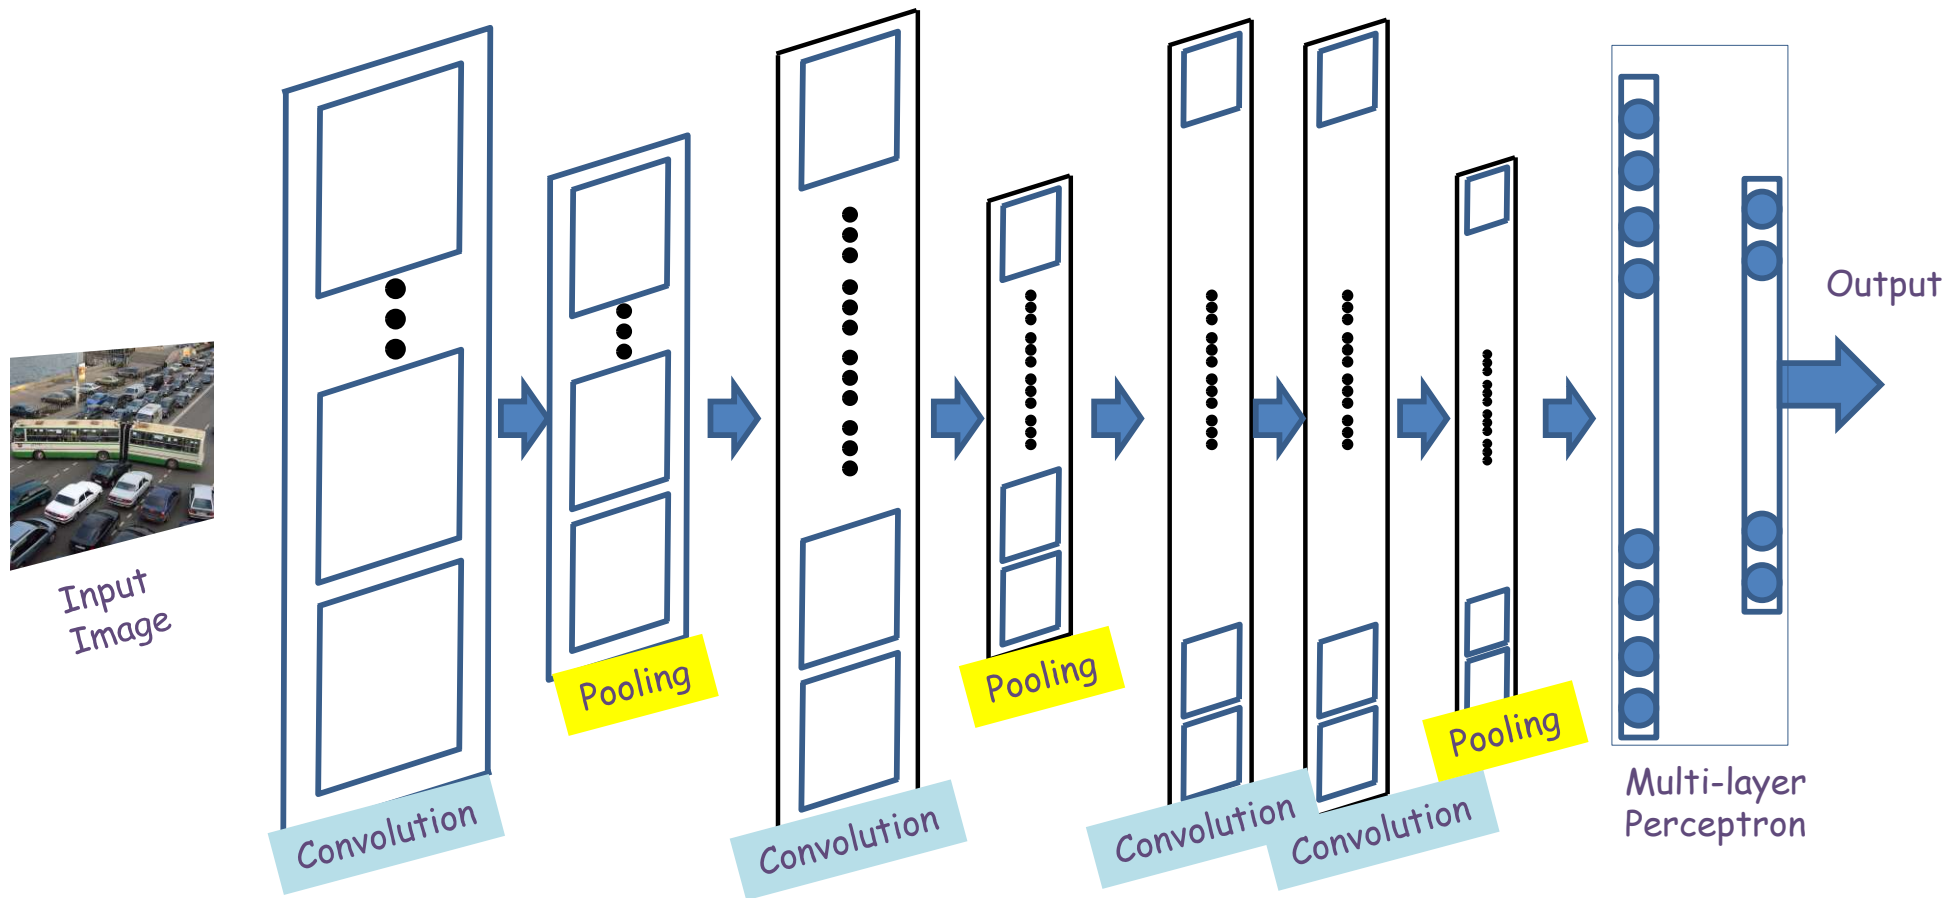 Input
Image
Convolution
Pooling
Convolution
Pooling
Convolution
Convolution
Pooling
Multi-layer
Perceptron
Output